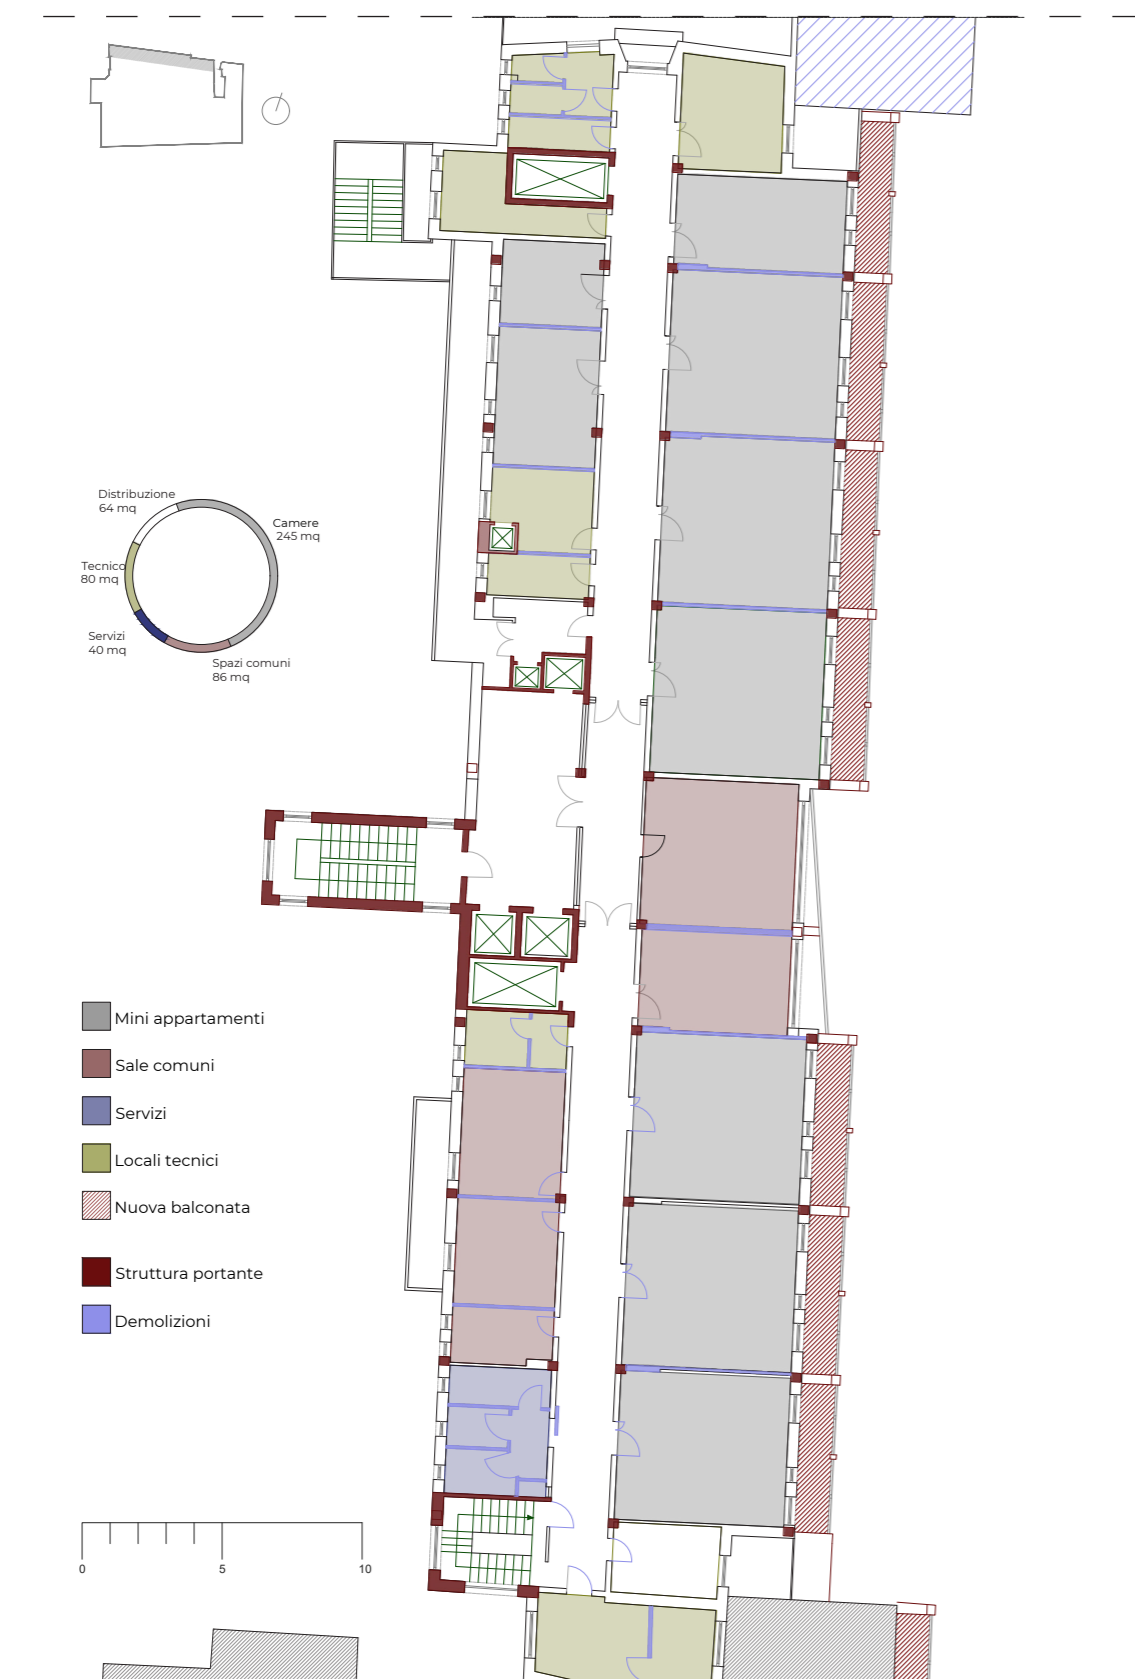 Distribuzione
64 mq
Camere
245 mq
Tecnico
80 mq
Servizi
40 mq
Spazi comuni
86 mq
Mini appartamenti
Sale comuni
Servizi
Locali tecnici
Nuova balconata
Struttura portante
Demolizioni
0 5 10